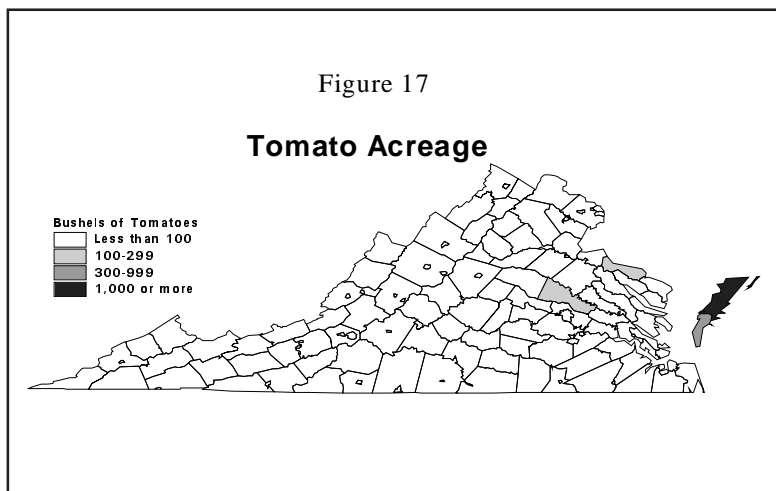 Figure 17
Tomato Acreage
Bushels of Tomatoes
Less than 100
100-299
300-999
1,000 or more